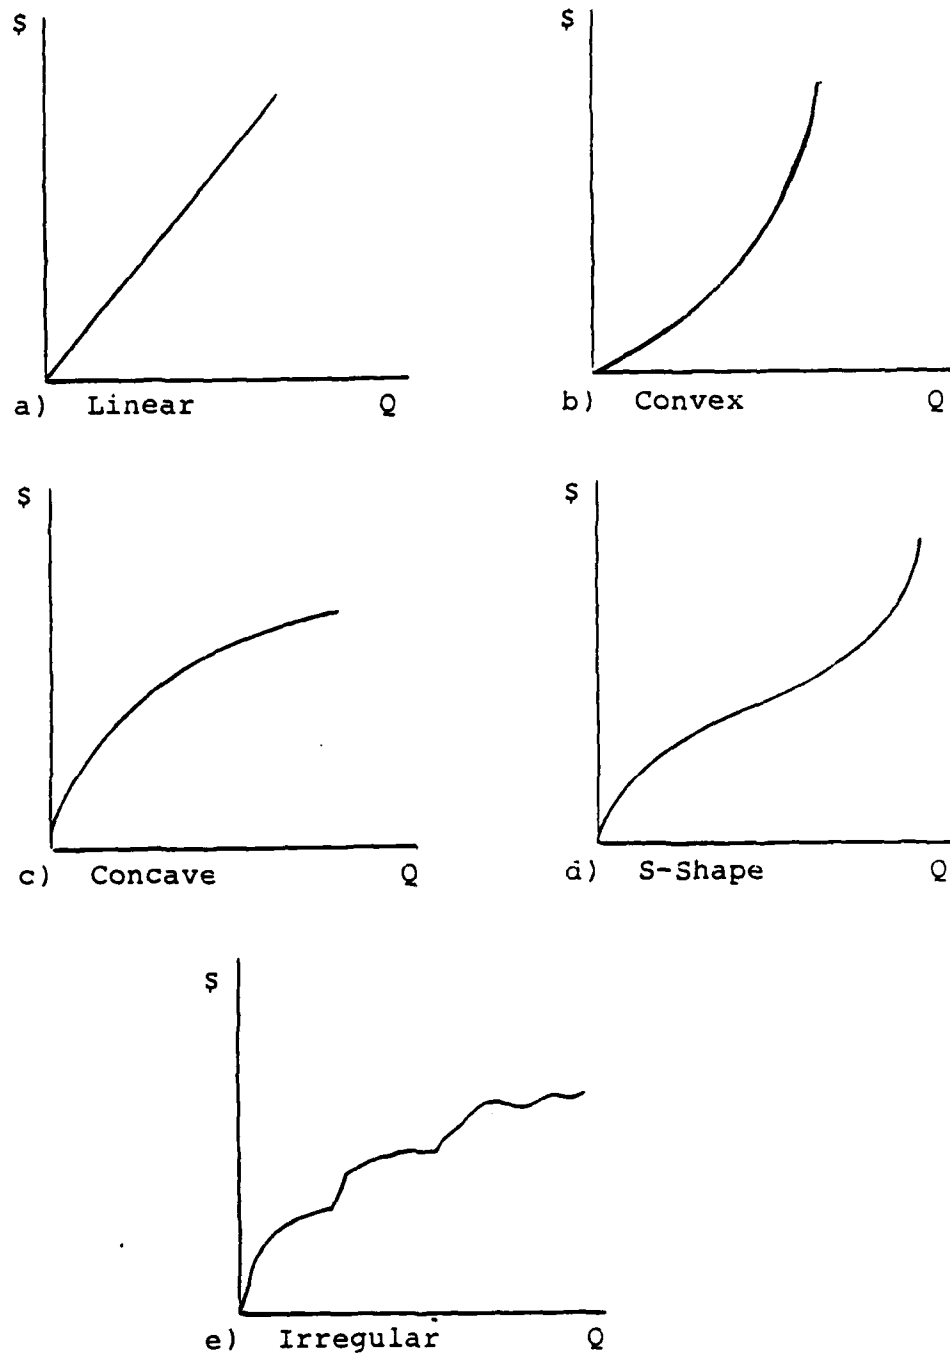 $ $
a) Linear Q b) Convex Q
$ $
c) Concave Q d) S-Shape Q
$
e) Irregular Q